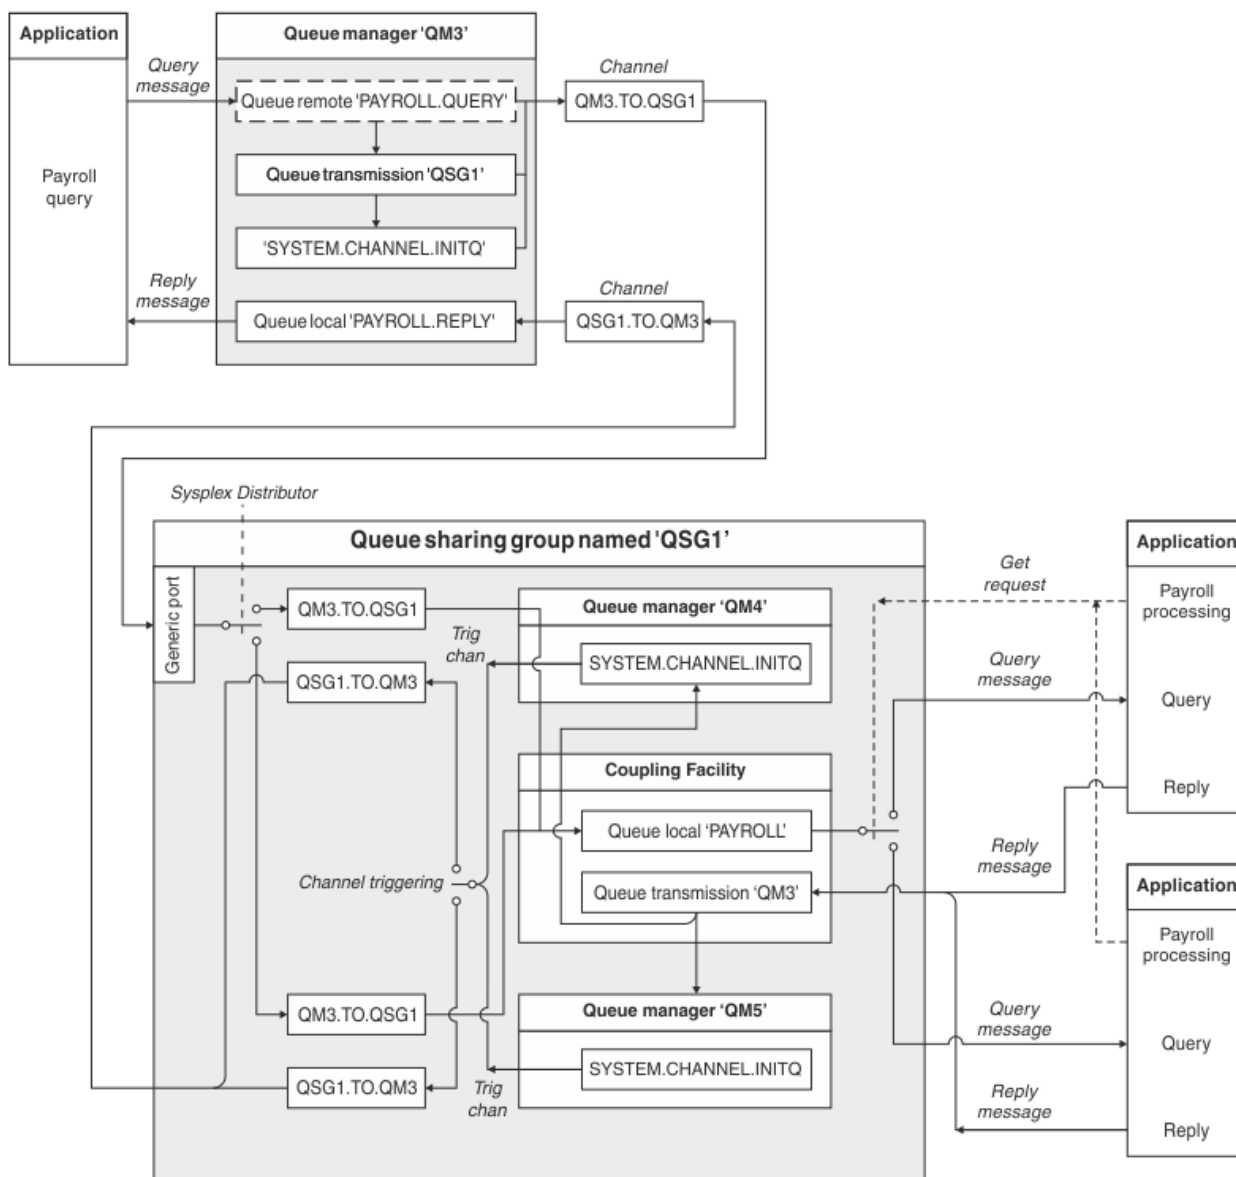 Application
Queue manager 'QM3'
Query
message
Channel
Queue remote 'PAYROLL.QUERY'
QM3.TO.QSG1
Payroll
query
Queue transmission 'QSG1'
'SYSTEM.CHANNEL.INITQ'
Reply
message
Channel
Queue local 'PAYROLL.REPLY'
QSG1.TO.QM3
Sysplex Distributor
Queue sharing group named 'QSG1'
Generic port
QM3.TO.QSG1
QSG1.TO.QM3
Trig
chan
Queue manager 'QM4'
SYSTEM.CHANNEL.INITQ
Get
request
Application
Payroll
processing
Query
message
Query
Reply
Coupling Facility
Queue local 'PAYROLL'
Queue transmission 'QM3'
Channel triggering
Reply
message
Application
Payroll
processing
QM3.TO.QSG1
QSG1.TO.QM3
Trig
chan
Queue manager 'QM5'
SYSTEM.CHANNEL.INITQ
Query
message
Query
Reply
message
Reply